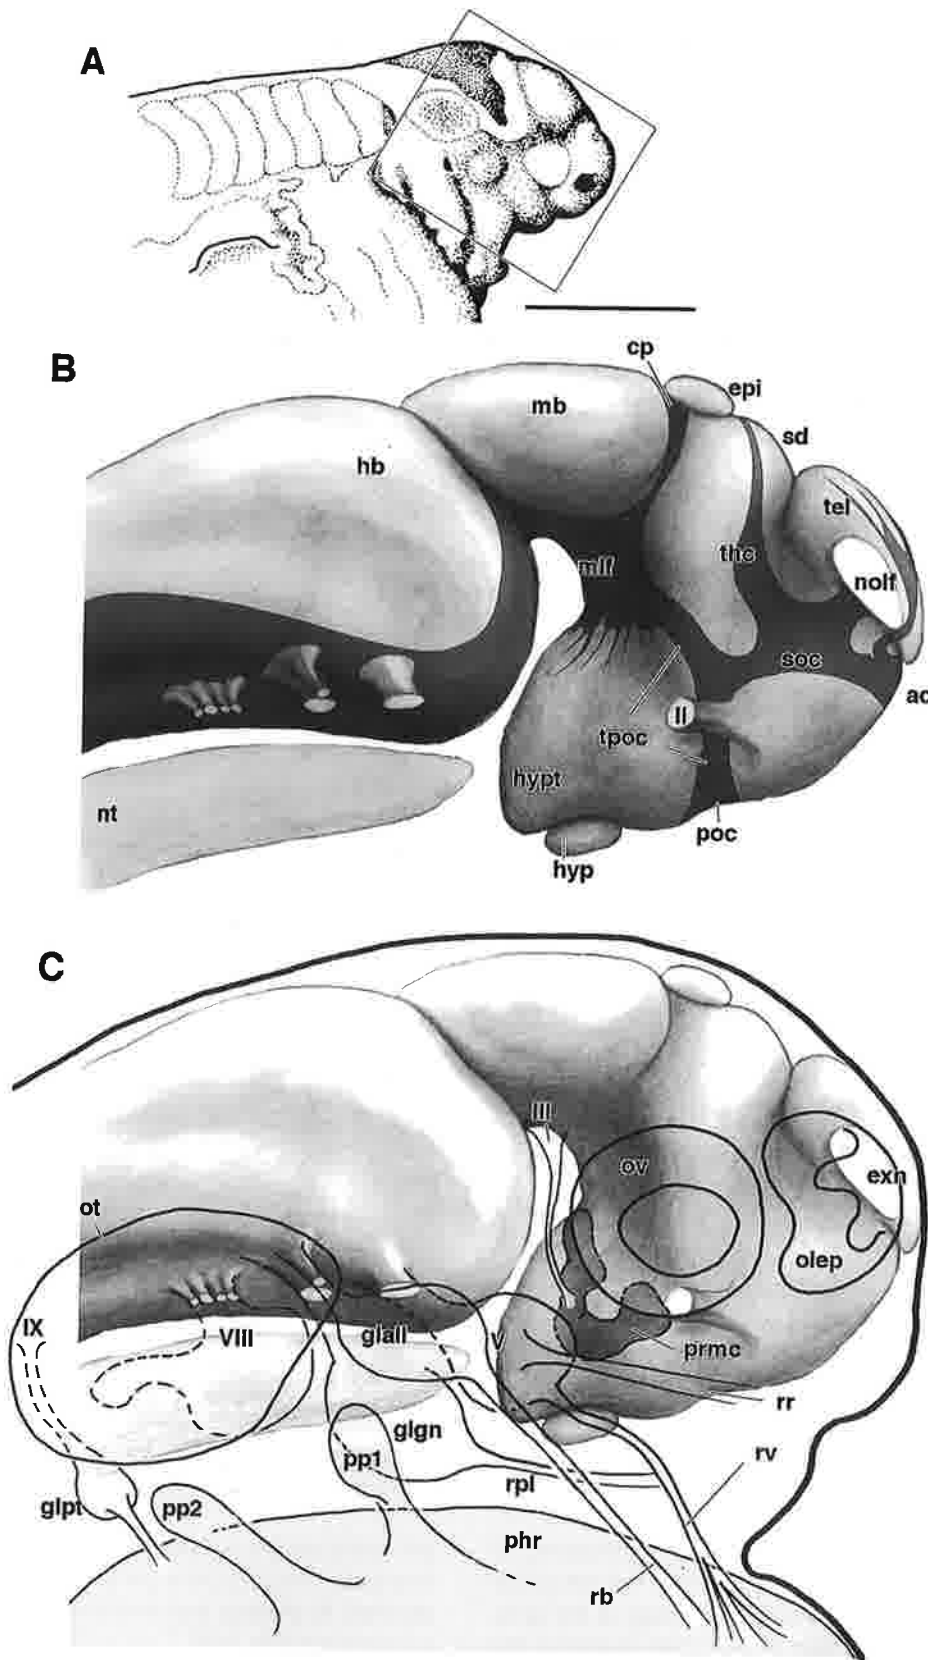 A
B
cp
epi
mb
sd
hb
tel
thc
mlf
nolf
soc
ac
II
tpoc
hypt
nt
poc
hyp
C
III
ov
exn
ot
olep
IX
VIII
glall
V
prmc
rr
glgn
pp1
rv
rpl
glpt
pp2
phr
rb